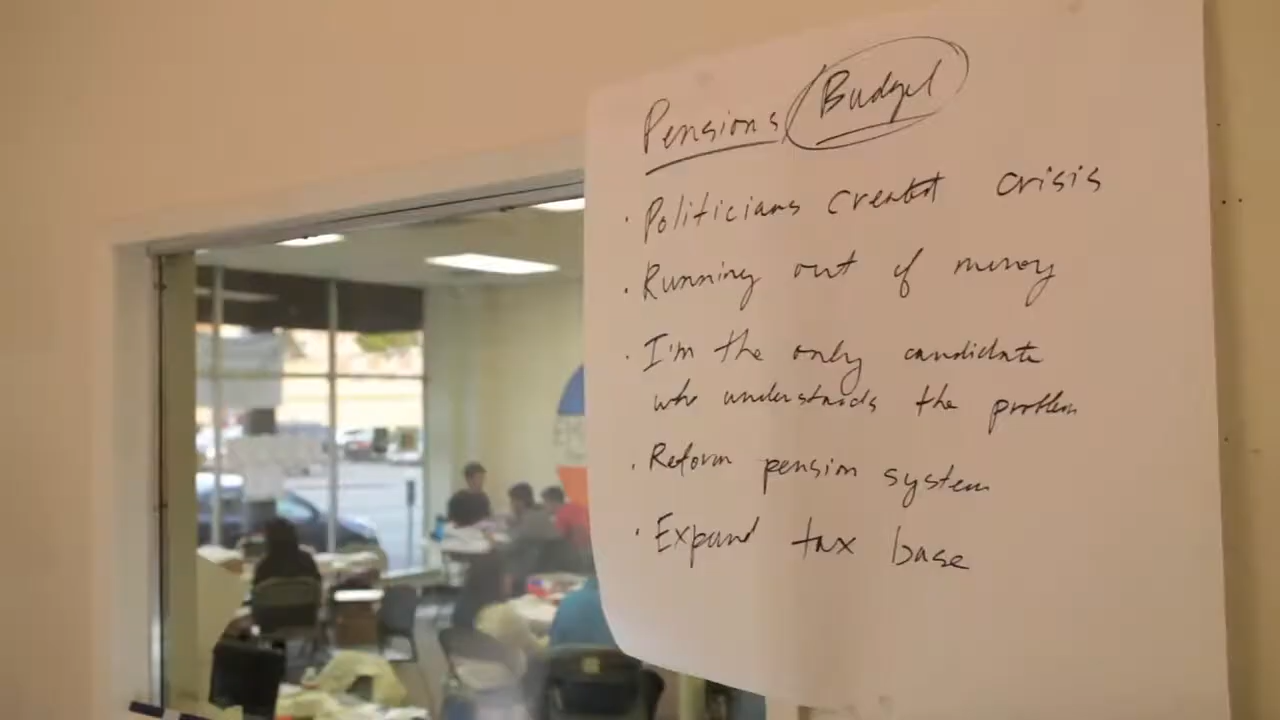 Pensions Budget
· Politicians created crisis
· Running out of money
· I'm the only candidate
who understands the problem
· Reform pension system
· Expand tax base